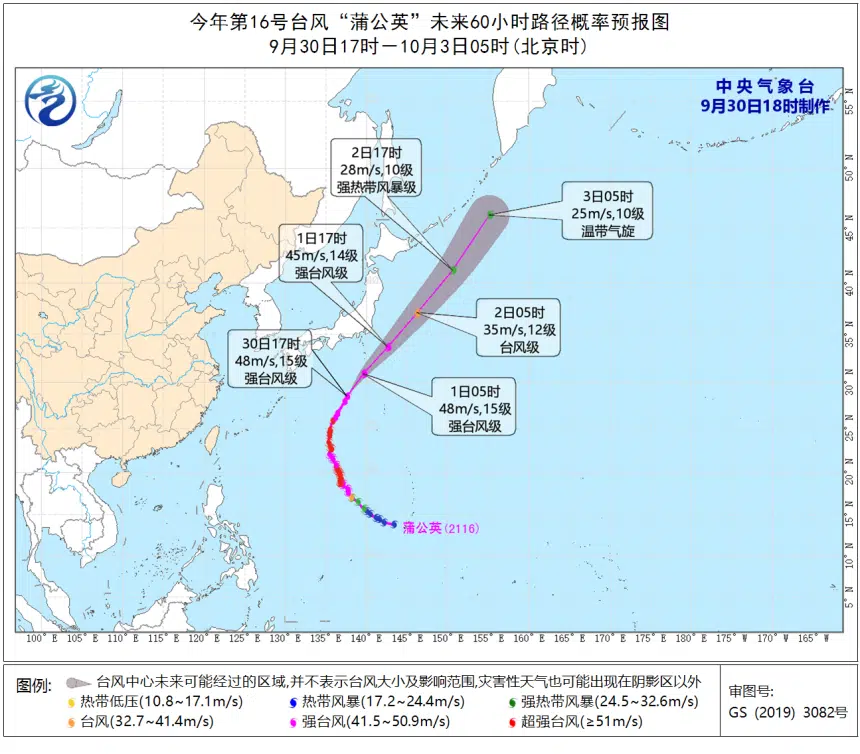 今年第16号台风“蒲公英”未来60小时路径概率预报图
9月30日17时－10月3日05时(北京时)
中央气象台
9月30日18时制作
2日17时
28m/s,10级
强热带风暴级
3日05时
25m/s,10级
温带气旋
1日17时
45m/s,14级
强台风级
2日05时
35m/s,12级
台风级
30日17时
48m/s,15级
强台风级
1日05时
48m/s,15级
强台风级
蒲公英(2116)
55°N
50°N
45°N
40°N
35°N
30°N
25°N
20°N
15°N
10°N
5°N
100° E 105° E 110° E 115° E 120° E 125° E 130° E 135° E 140° E 145° E 150° E 155° E 160° E 165° E 170° E 175° E 180° E 175° W 170° W 165° W
图例:
台风中心未来可能经过的区域,并不表示台风大小及影响范围,灾害性天气也可能出现在阴影区以外
热带低压(10.8~17.1m/s) 热带风暴(17.2~24.4m/s) 强热带风暴(24.5~32.6m/s)
台风(32.7~41.4m/s) 强台风(41.5~50.9m/s) 超强台风(≥51m/s)
审图号:
GS (2019) 3082号